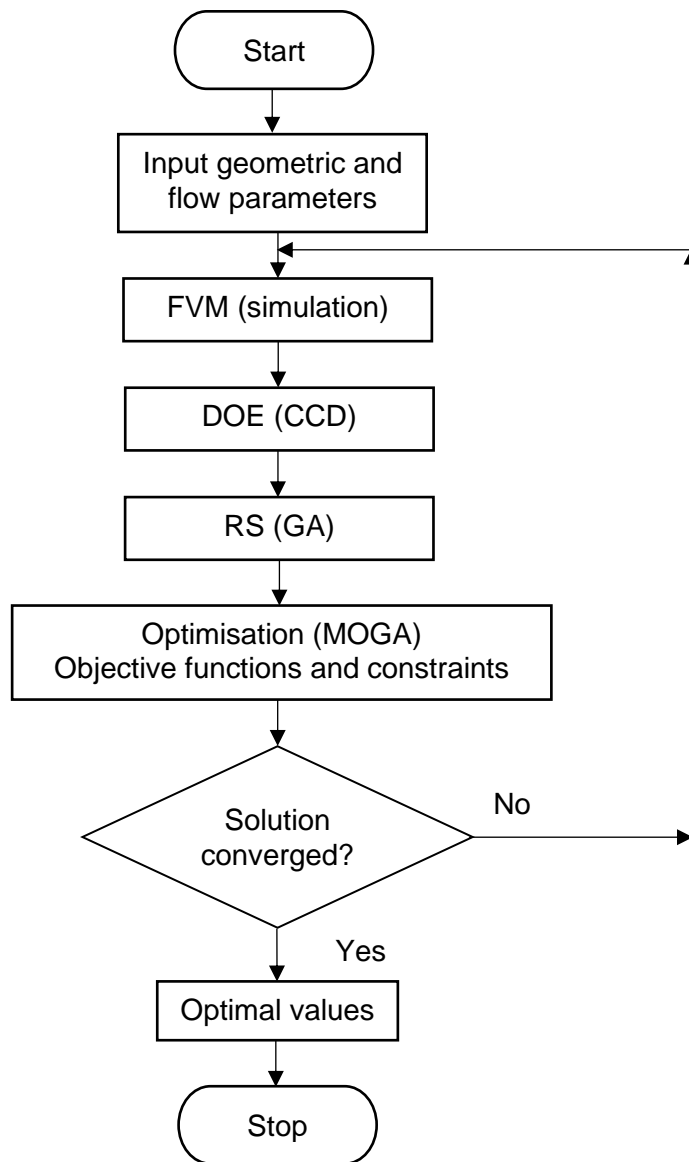 Start
Input geometric and
flow parameters
FVM (simulation)
DOE (CCD)
RS (GA)
Optimisation (MOGA)
Objective functions and constraints
Solution
converged?
No
Yes
Optimal values
Stop